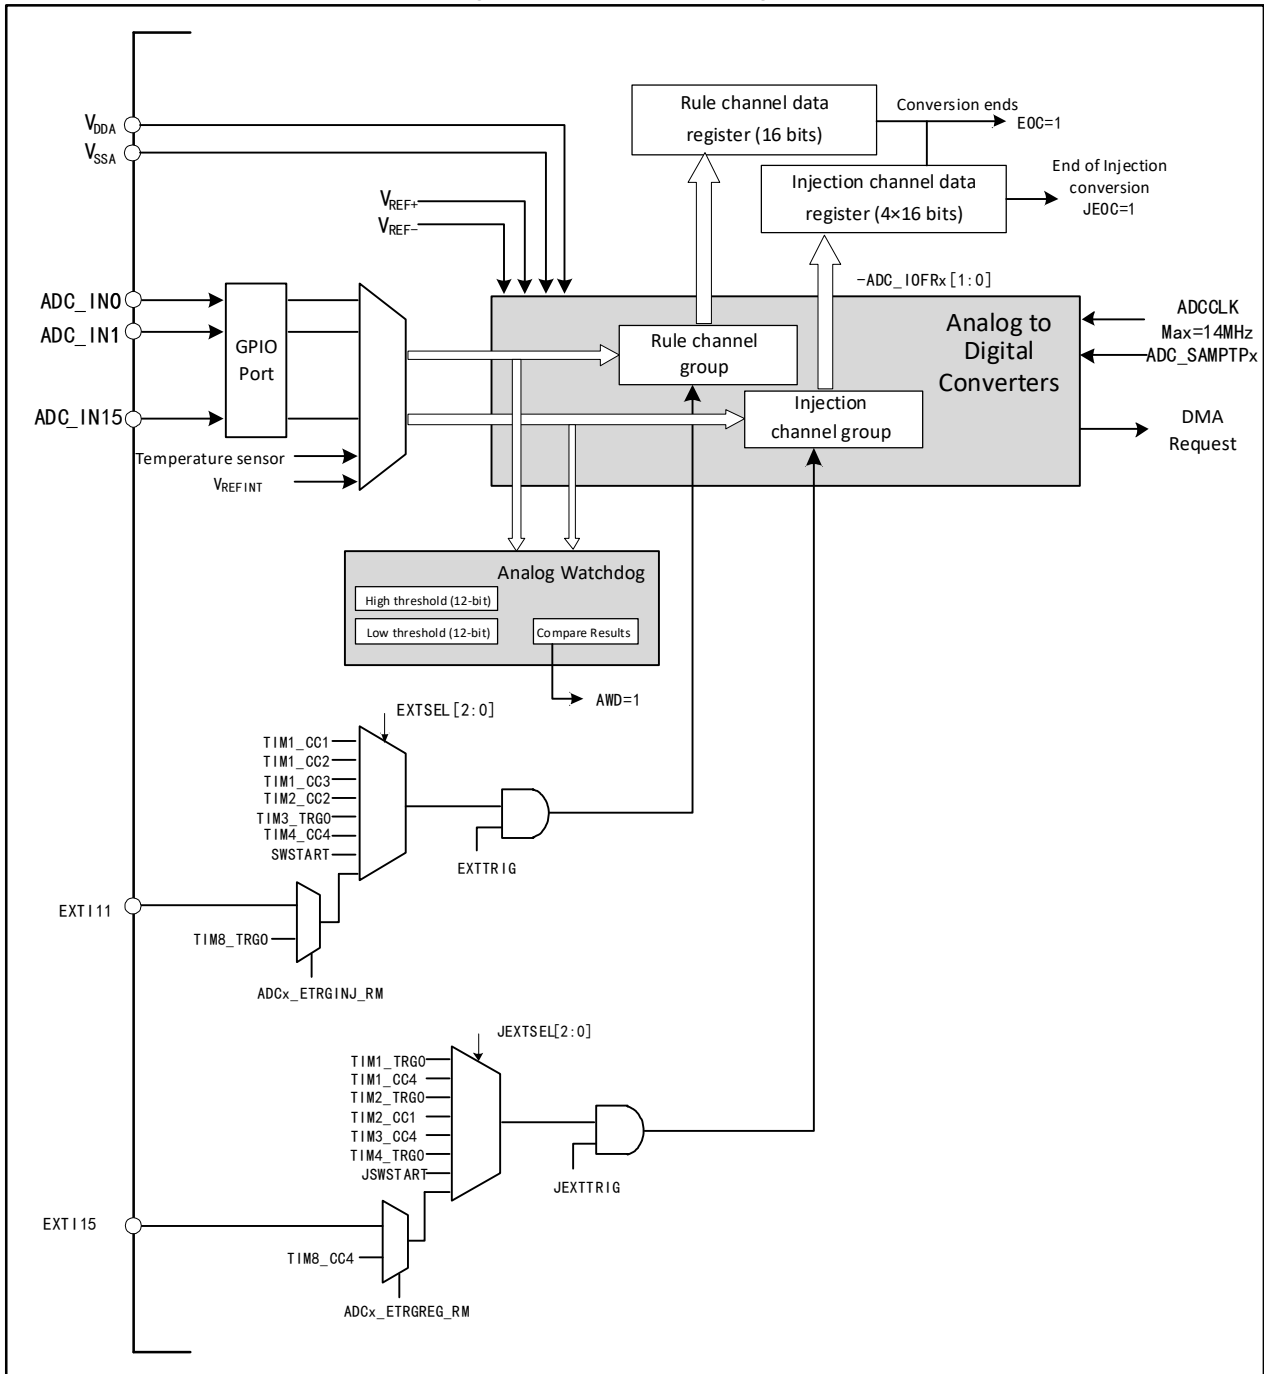 Rule channel data
register (16 bits)
Conversion ends
EOC=1
Injection channel data
register (4×16 bits)
End of Injection
conversion
JEOC=1
VDDA
VSSA
VREF+
VREF-
-ADC_IOFRx[1:0]
ADC_IN0
ADC_IN1
ADC_IN15
GPIO
Port
Temperature sensor
VREFINT
Rule channel
group
Injection
channel group
Analog to
Digital
Converters
ADCCLK
Max=14MHz
ADC_SAMPTPx
DMA
Request
Analog Watchdog
High threshold (12-bit)
Low threshold (12-bit)
Compare Results
AWD=1
EXTSEL[2:0]
TIM1_CC1
TIM1_CC2
TIM1_CC3
TIM2_CC2
TIM3_TRGO
TIM4_CC4
SWSTART
EXTTRIG
EXTI11
TIM8_TRGO
ADCx_ETRGINJ_RM
JEXTSEL[2:0]
TIM1_TRGO
TIM1_CC4
TIM2_TRGO
TIM2_CC1
TIM3_CC4
TIM4_TRGO
JSWSTART
JEXTTRIG
EXTI15
TIM8_CC4
ADCx_ETRGREG_RM